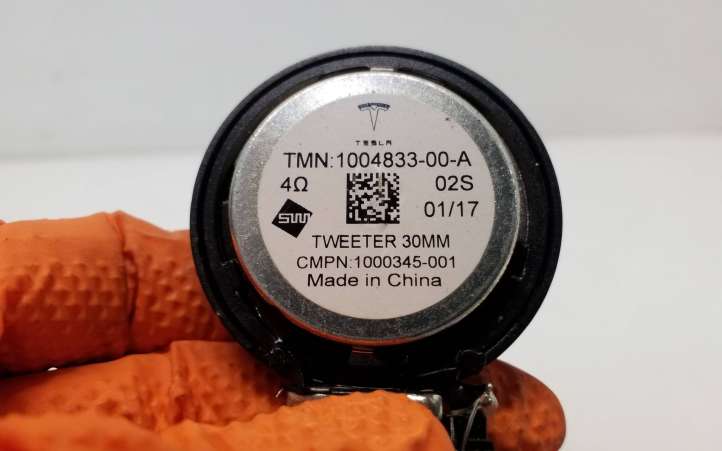 TESLA
TMN:1004833-00-A
4Ω 02S
SW 01/17
TWEETER 30MM
CMPN:1000345-001
Made in China